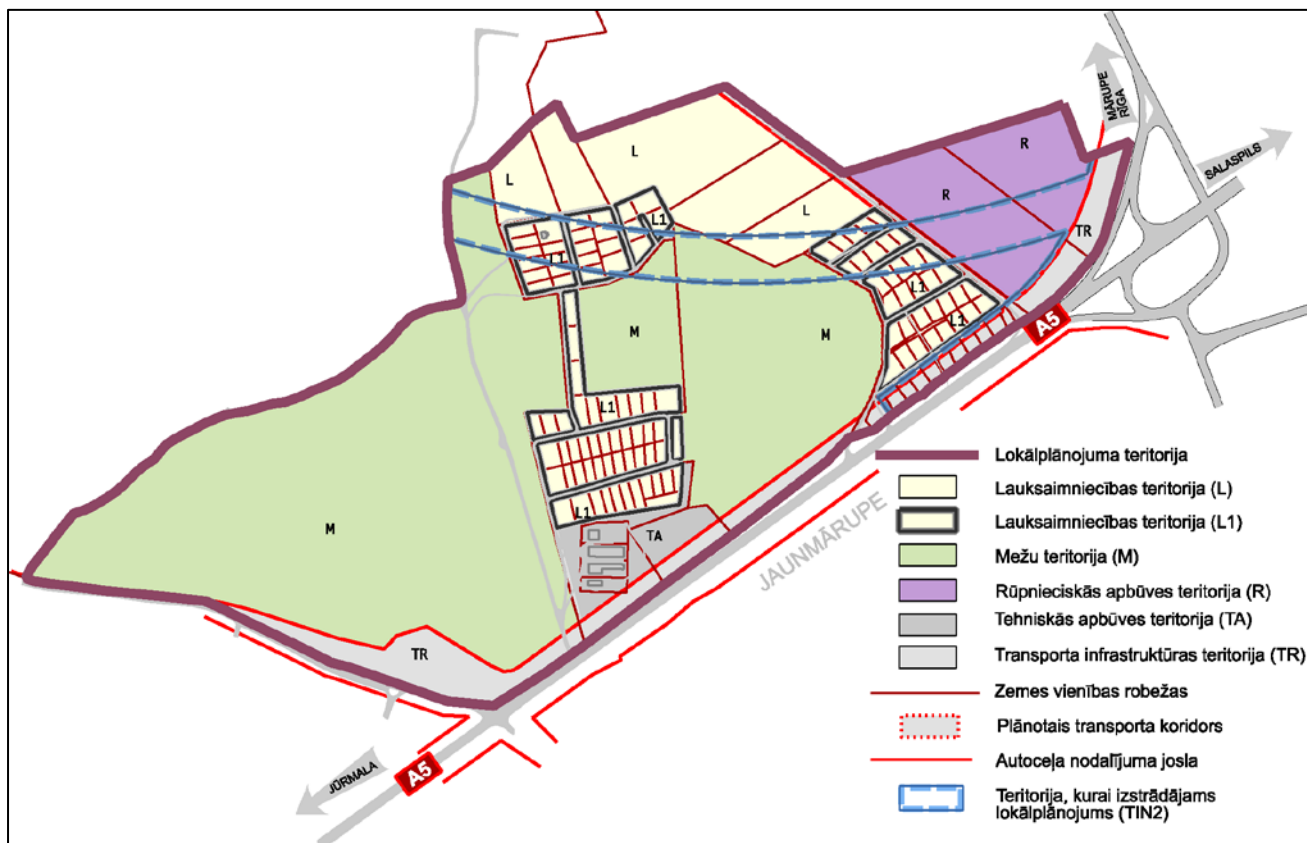 MĀRUPE
RĪGA
SALASPILS
L
R
L
R
L
L1
TR
L1
L1
L1
A5
M
M
L1
L1
TA
M
TR
JAUNMĀRUPE
JŪRMALA
A5
Lokālplānojuma teritorija
Lauksaimniecības teritorija (L)
Lauksaimniecības teritorija (L1)
Mežu teritorija (M)
Rūpnieciskās apbūves teritorija (R)
Tehniskās apbūves teritorija (TA)
Transporta infrastruktūras teritorija (TR)
Zemes vienības robežas
Plānotais transporta koridors
Autoceļa nodalījuma josla
Teritorija, kurai izstrādājams
lokālplānojums (TIN2)